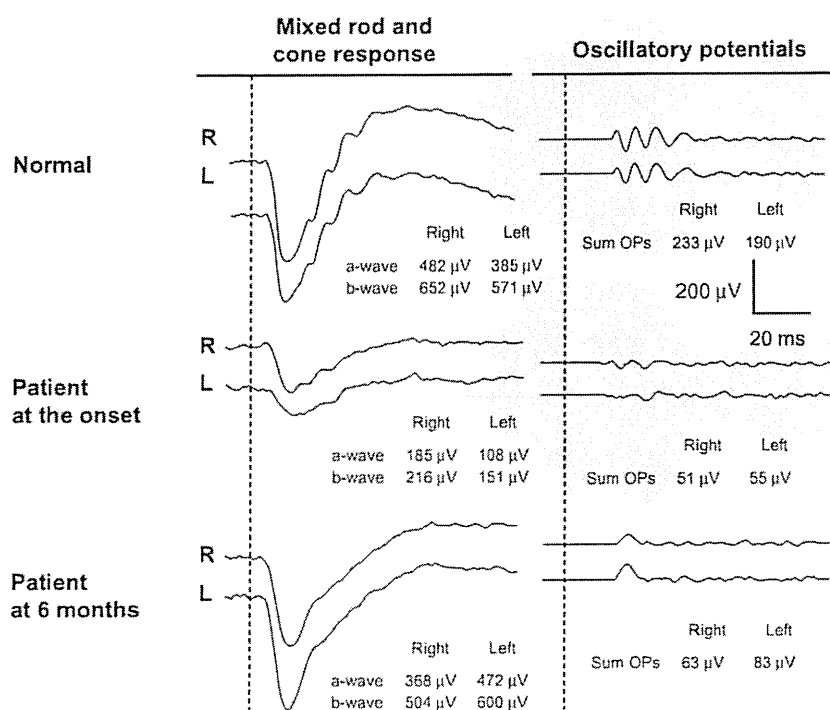 Mixed rod and
cone response
Oscillatory potentials
Normal
R
L
Right Left
a-wave 482 µV 385 µV
b-wave 652 µV 571 µV
Right Left
Sum OPs 233 µV 190 µV
200 µV
20 ms
Patient
at the onset
R
L
Right Left
a-wave 185 µV 108 µV
b-wave 216 µV 151 µV
Right Left
Sum OPs 51 µV 55 µV
Patient
at 6 months
R
L
Right Left
a-wave 368 µV 472 µV
b-wave 504 µV 600 µV
Right Left
Sum OPs 63 µV 83 µV